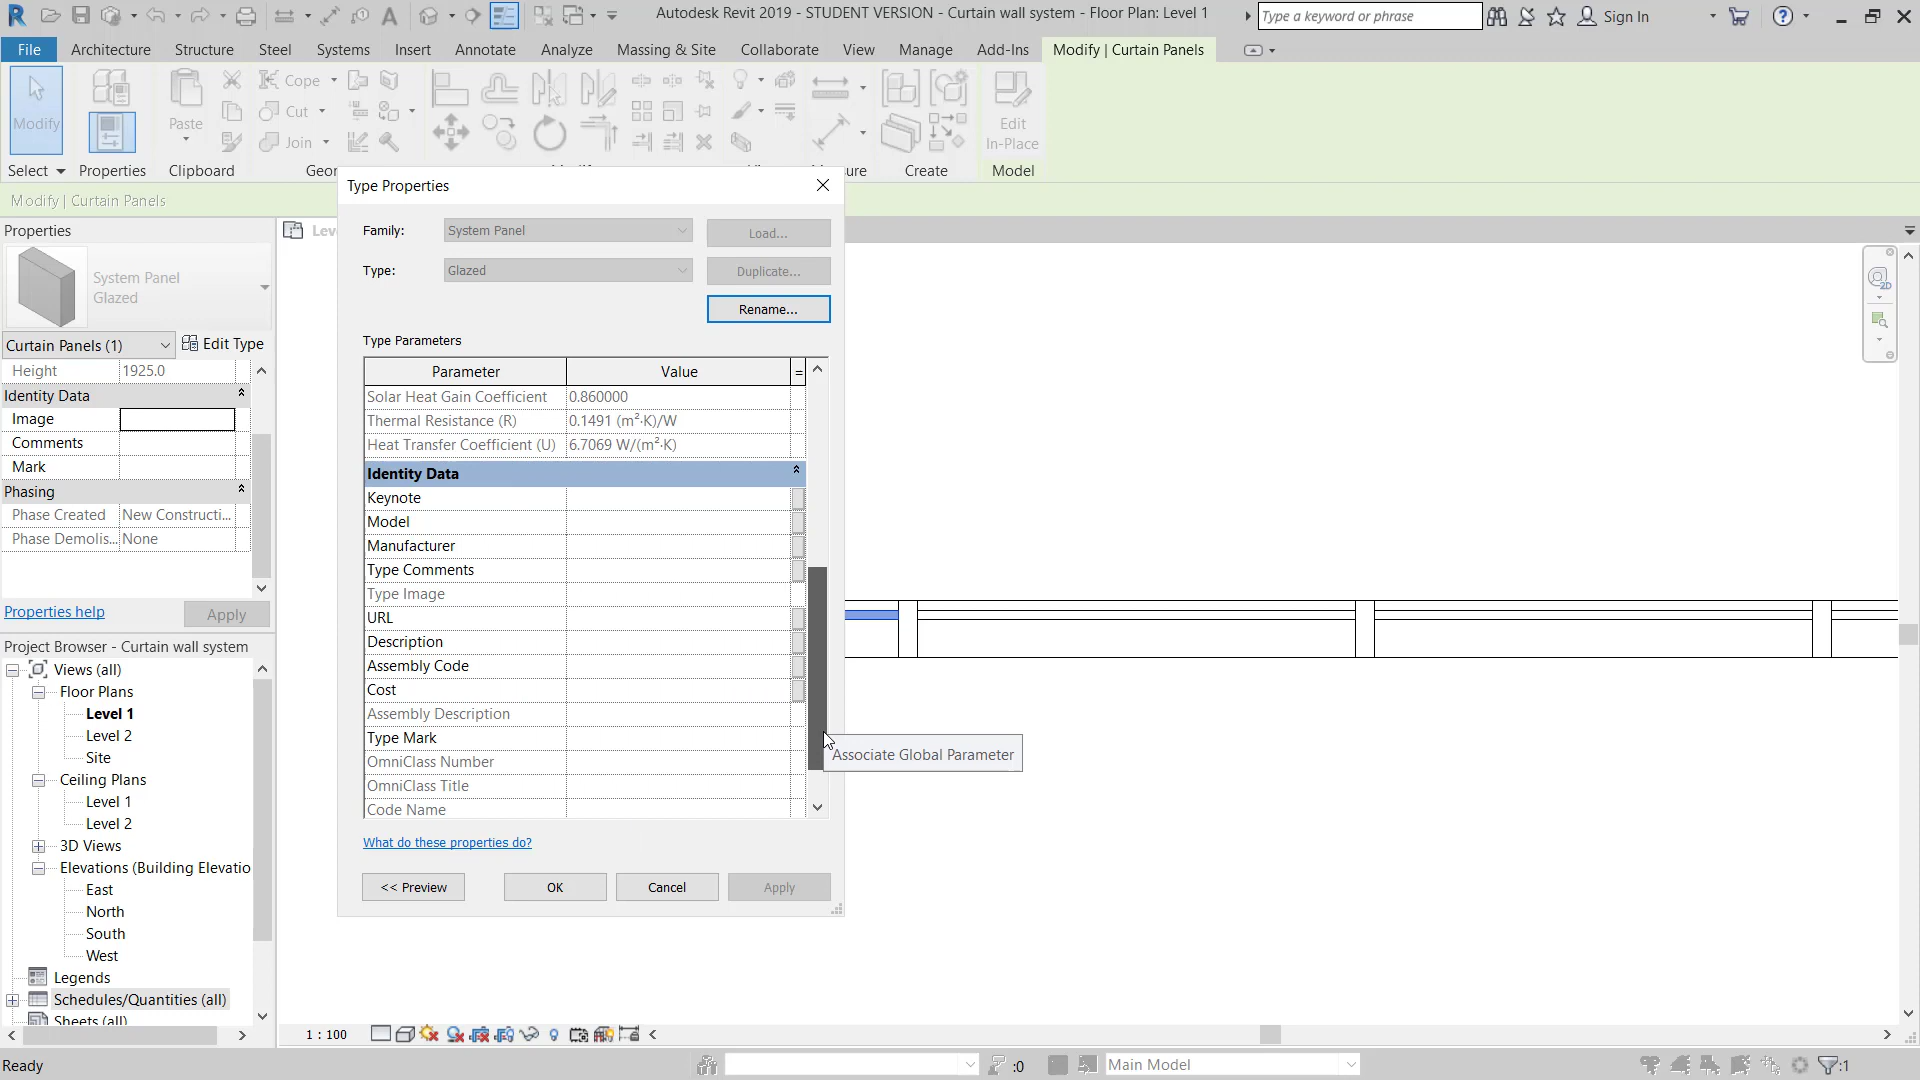 Autodesk Revit 2019 - STUDENT VERSION - Curtain wall system - Floor Plan: Level 1
Type a keyword or phrase
Sign In
File
Architecture
Structure
Steel
Systems
Insert
Annotate
Analyze
Massing & Site
Collaborate
View
Manage
Add-Ins
Modify | Curtain Panels
Modify
Paste
Cope
Cut
Join
Edit
In-Place
Select
Properties
Clipboard
Geor
Create
Model
Modify | Curtain Panels
Properties
System Panel
Glazed
Curtain Panels (1)
Edit Type
Height 1925.0
Identity Data
Image
Comments
Mark
Phasing
Phase Created New Constructi...
Phase Demolis... None
Properties help
Apply
Project Browser - Curtain wall system
Views (all)
Floor Plans
Level 1
Level 2
Site
Ceiling Plans
Level 1
Level 2
3D Views
Elevations (Building Elevatio
East
North
South
West
Legends
Schedules/Quantities (all)
Sheets (all)
Ready
Type Properties
Family: System Panel
Load...
Type: Glazed
Duplicate...
Rename...
Type Parameters
Parameter Value =
Solar Heat Gain Coefficient 0.860000
Thermal Resistance (R) 0.1491 (m²·K)/W
Heat Transfer Coefficient (U) 6.7069 W/(m²·K)
Identity Data
Keynote
Model
Manufacturer
Type Comments
Type Image
URL
Description
Assembly Code
Cost
Assembly Description
Type Mark
OmniClass Number
OmniClass Title
Code Name
Associate Global Parameter
What do these properties do?
<< Preview
OK
Cancel
Apply
2D
1 : 100
:0
Main Model
:1